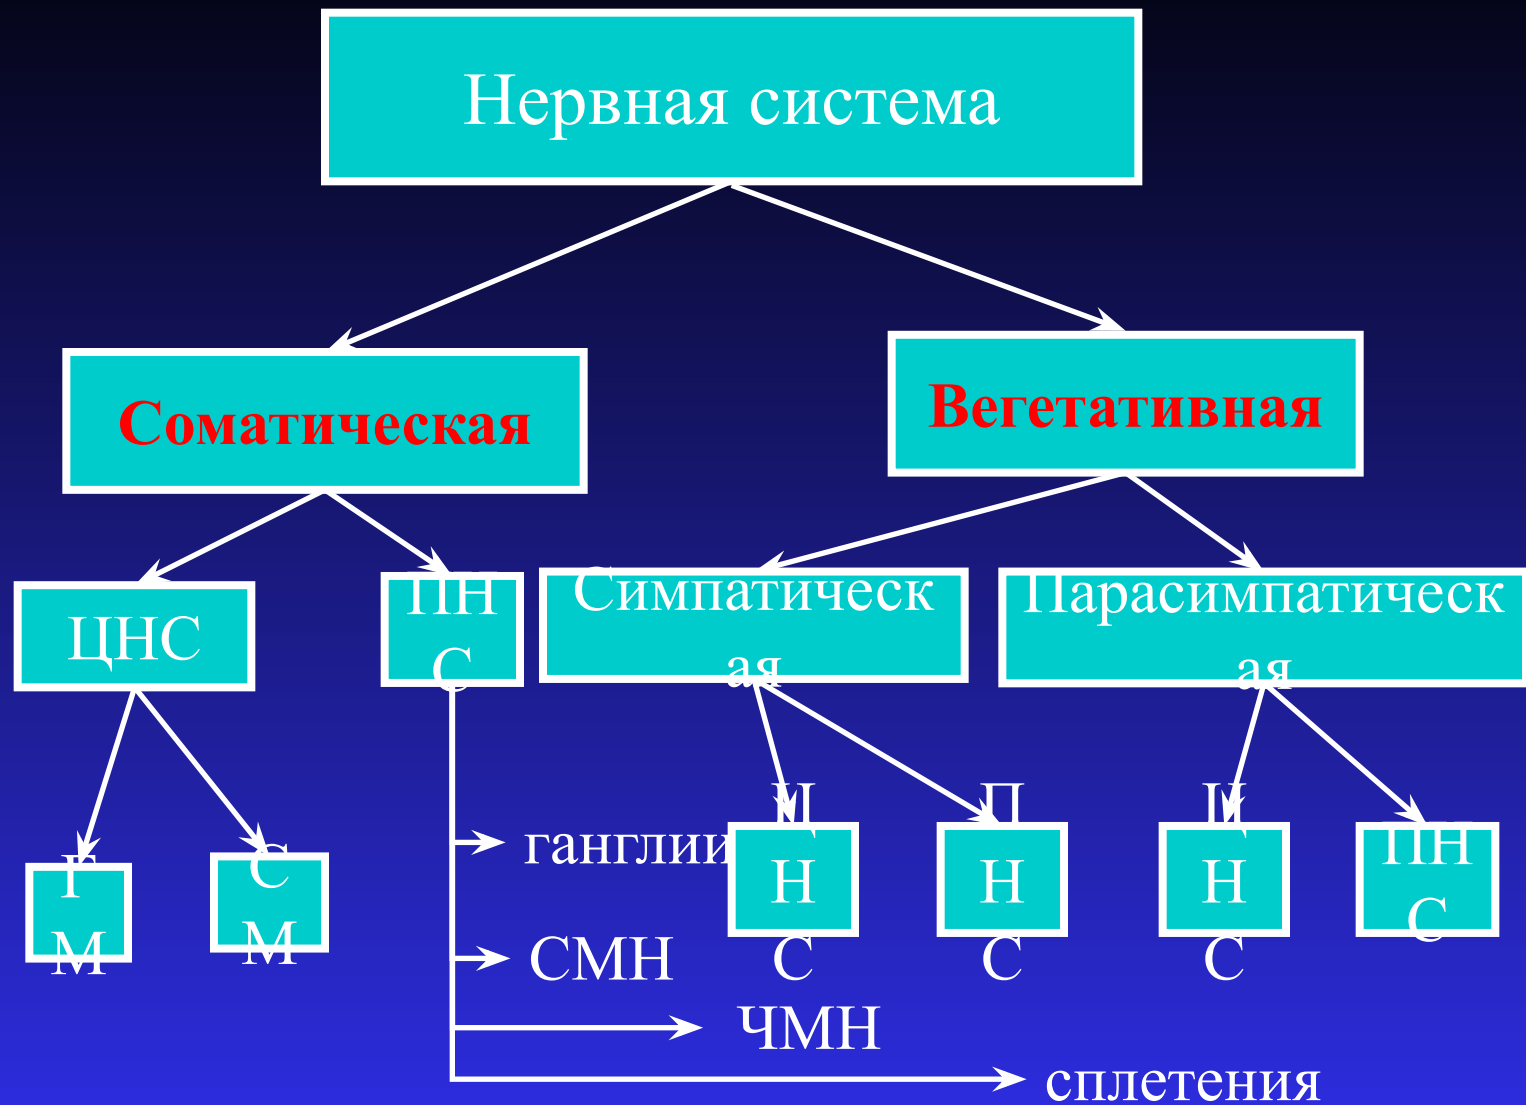 Нервная система
Соматическая
Вегетативная
ЦНС
ПН
С
Симпатическ
ая
Парасимпатическ
ая
Г
М
С
М
ганглии
СМН
ЧМН
сплетения
Ц
Н
С
П
Н
С
Ц
Н
С
ПН
С